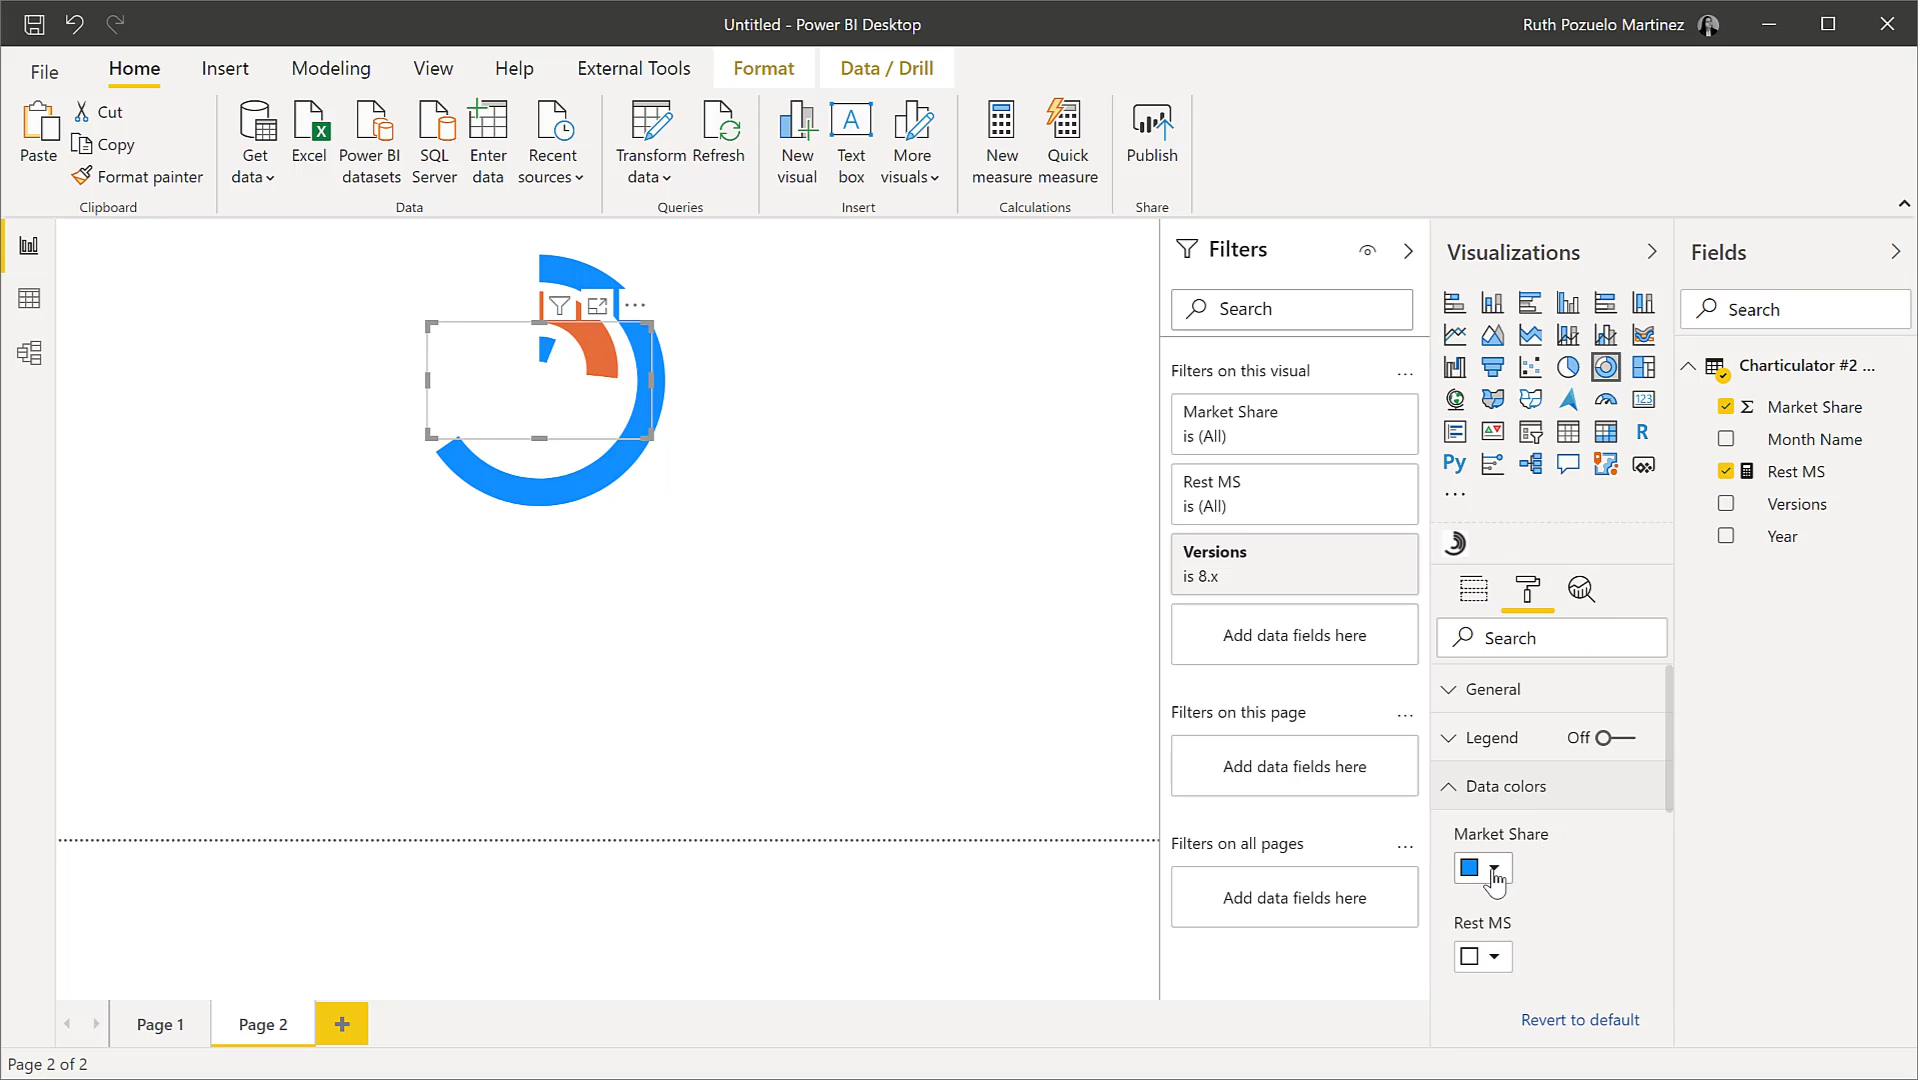 Untitled - Power BI Desktop
Ruth Pozuelo Martinez
File
Home
Insert
Modeling
View
Help
External Tools
Format
Data / Drill
Paste
Cut
Copy
Format painter
Clipboard
Get
data
Excel
Power BI
datasets
SQL
Server
Enter
data
Recent
sources
Data
Transform
data
Refresh
Queries
New
visual
Text
box
More
visuals
Insert
New
measure
Quick
measure
Calculations
Publish
Share
Filters
Search
Filters on this visual
Market Share
is (All)
Rest MS
is (All)
Versions
is 8.x
Add data fields here
Filters on this page
Add data fields here
Filters on all pages
Add data fields here
Visualizations
123
R
Py
Search
General
Legend
Off
Data colors
Market Share
Rest MS
Revert to default
Fields
Search
Charticulator #2 ...
Market Share
Month Name
Rest MS
Versions
Year
Page 1
Page 2
Page 2 of 2